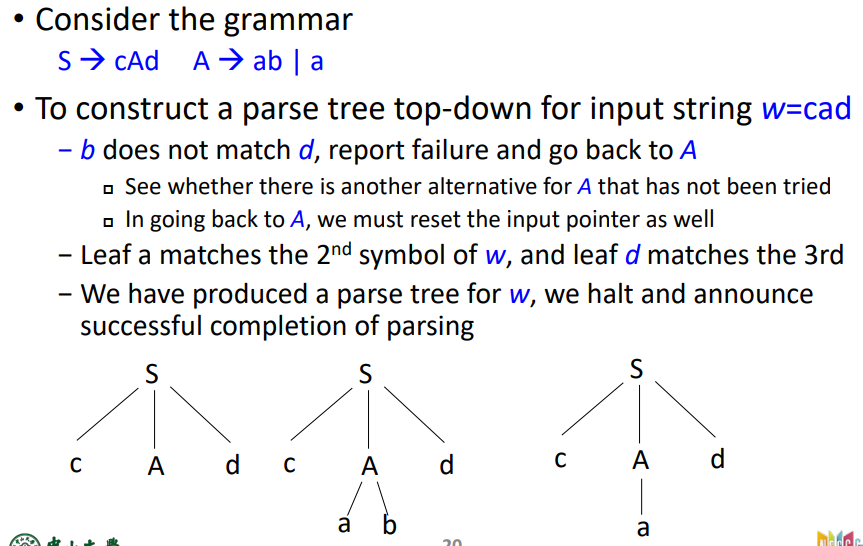 • Consider the grammar
S → cAd A → ab | a
• To construct a parse tree top-down for input string w=cad
– b does not match d, report failure and go back to A
▫ See whether there is another alternative for A that has not been tried
▫ In going back to A, we must reset the input pointer as well
– Leaf a matches the 2nd symbol of w, and leaf d matches the 3rd
– We have produced a parse tree for w, we halt and announce
successful completion of parsing
S S S
c A d c A d c A d
a b a